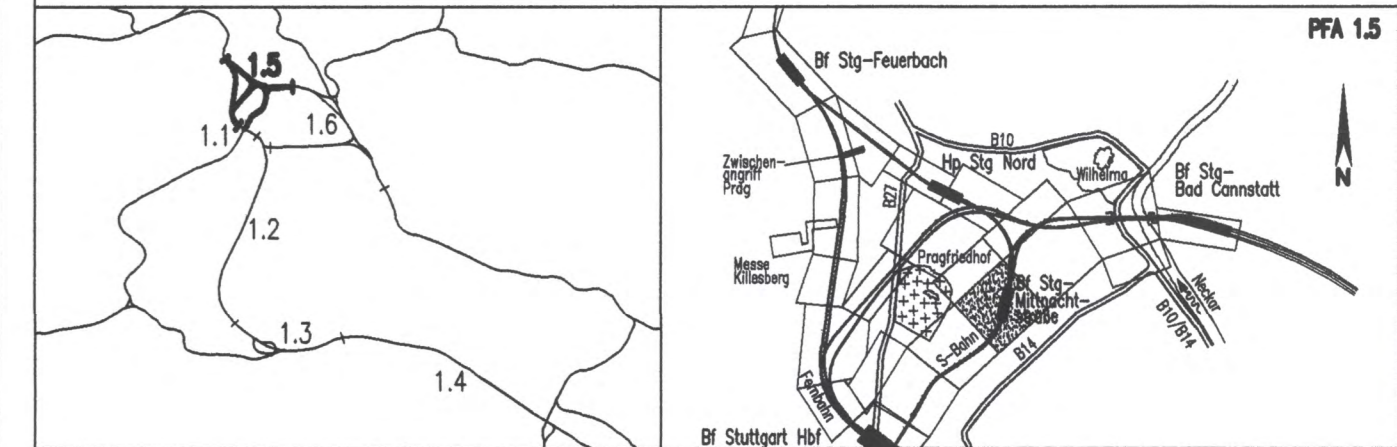 1.5
1.1
1.6
1.2
1.3
1.4
PFA 1.5
Bf Stg-Feuerbach
N
B10
Zwischen-
angriff
Prag
Hp Stg Nord
Wilhelma
Bf Stg-
Bad Cannstatt
B27
Messe
Killesberg
Pragfriedhof
Bf Stg-
Mittnacht-
straße
Neckar
B10/B14
S-Bahn
B14
Fernbahn
Bf Stuttgart Hbf